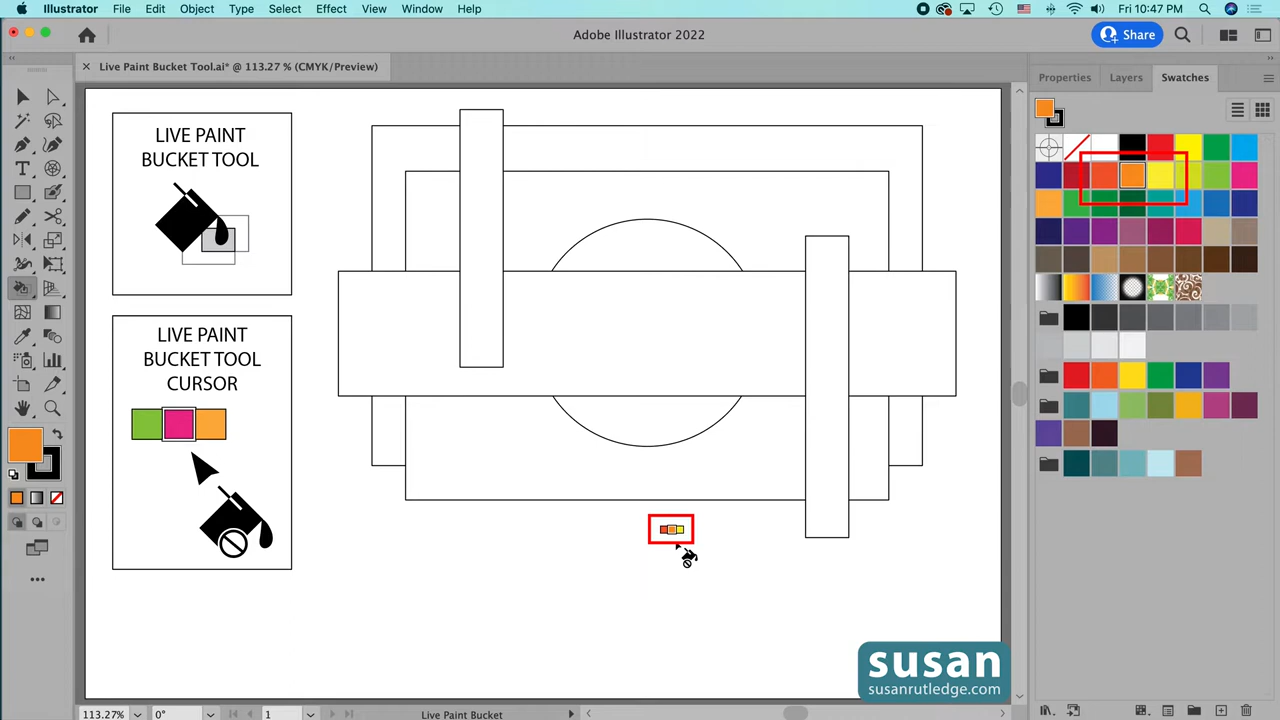 Illustrator File Edit Object Type Select Effect View Window Help
Fri 10:47 PM
Adobe Illustrator 2022
Share
Live Paint Bucket Tool.ai* @ 113.27 % (CMYK/Preview)
Properties Layers Swatches
LIVE PAINT
BUCKET TOOL
LIVE PAINT
BUCKET TOOL
CURSOR
susan
susanrutledge.com
113.27% 0° 1 Live Paint Bucket